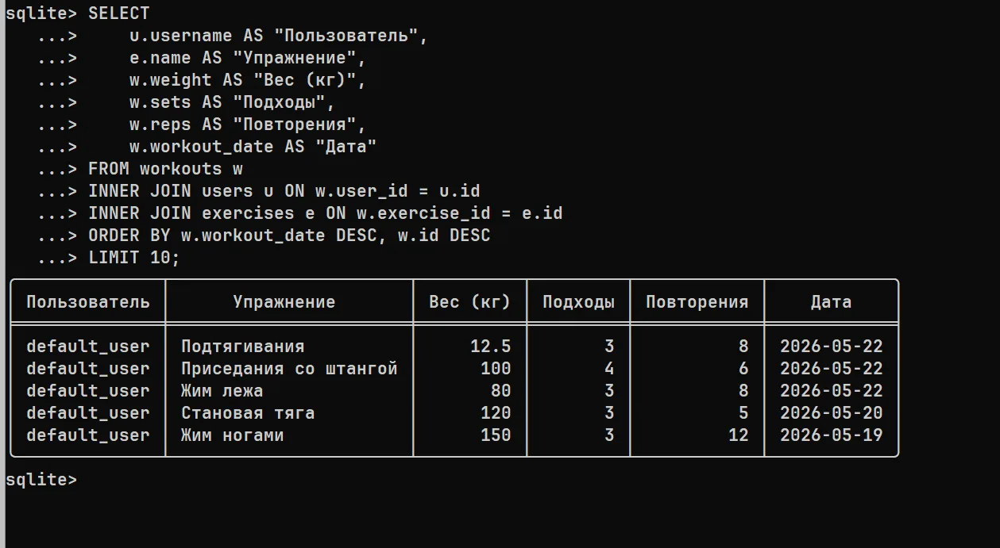 sqlite> SELECT
   ...>     u.username AS "Пользователь",
   ...>     e.name AS "Упражнение",
   ...>     w.weight AS "Вес (кг)",
   ...>     w.sets AS "Подходы",
   ...>     w.reps AS "Повторения",
   ...>     w.workout_date AS "Дата"
   ...> FROM workouts w
   ...> INNER JOIN users u ON w.user_id = u.id
   ...> INNER JOIN exercises e ON w.exercise_id = e.id
   ...> ORDER BY w.workout_date DESC, w.id DESC
   ...> LIMIT 10;
Пользователь Упражнение Вес (кг) Подходы Повторения Дата
default_user Подтягивания 12.5 3 8 2026-05-22
default_user Приседания со штангой 100 4 6 2026-05-22
default_user Жим лежа 80 3 8 2026-05-22
default_user Становая тяга 120 3 5 2026-05-20
default_user Жим ногами 150 3 12 2026-05-19
sqlite>